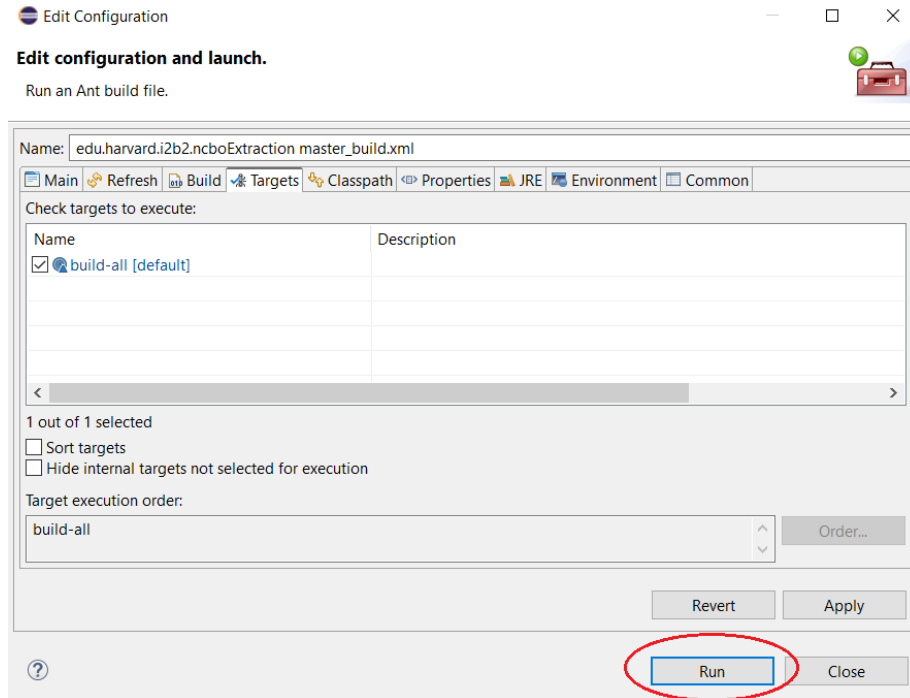 Edit Configuration
Edit configuration and launch.
Run an Ant build file.
Name: edu.harvard.i2b2.ncboExtraction master_build.xml
Main Refresh Build Targets Classpath Properties JRE Environment Common
Check targets to execute:
Name Description
build-all [default]
1 out of 1 selected
Sort targets
Hide internal targets not selected for execution
Target execution order:
build-all
Order...
Revert Apply
? Run Close